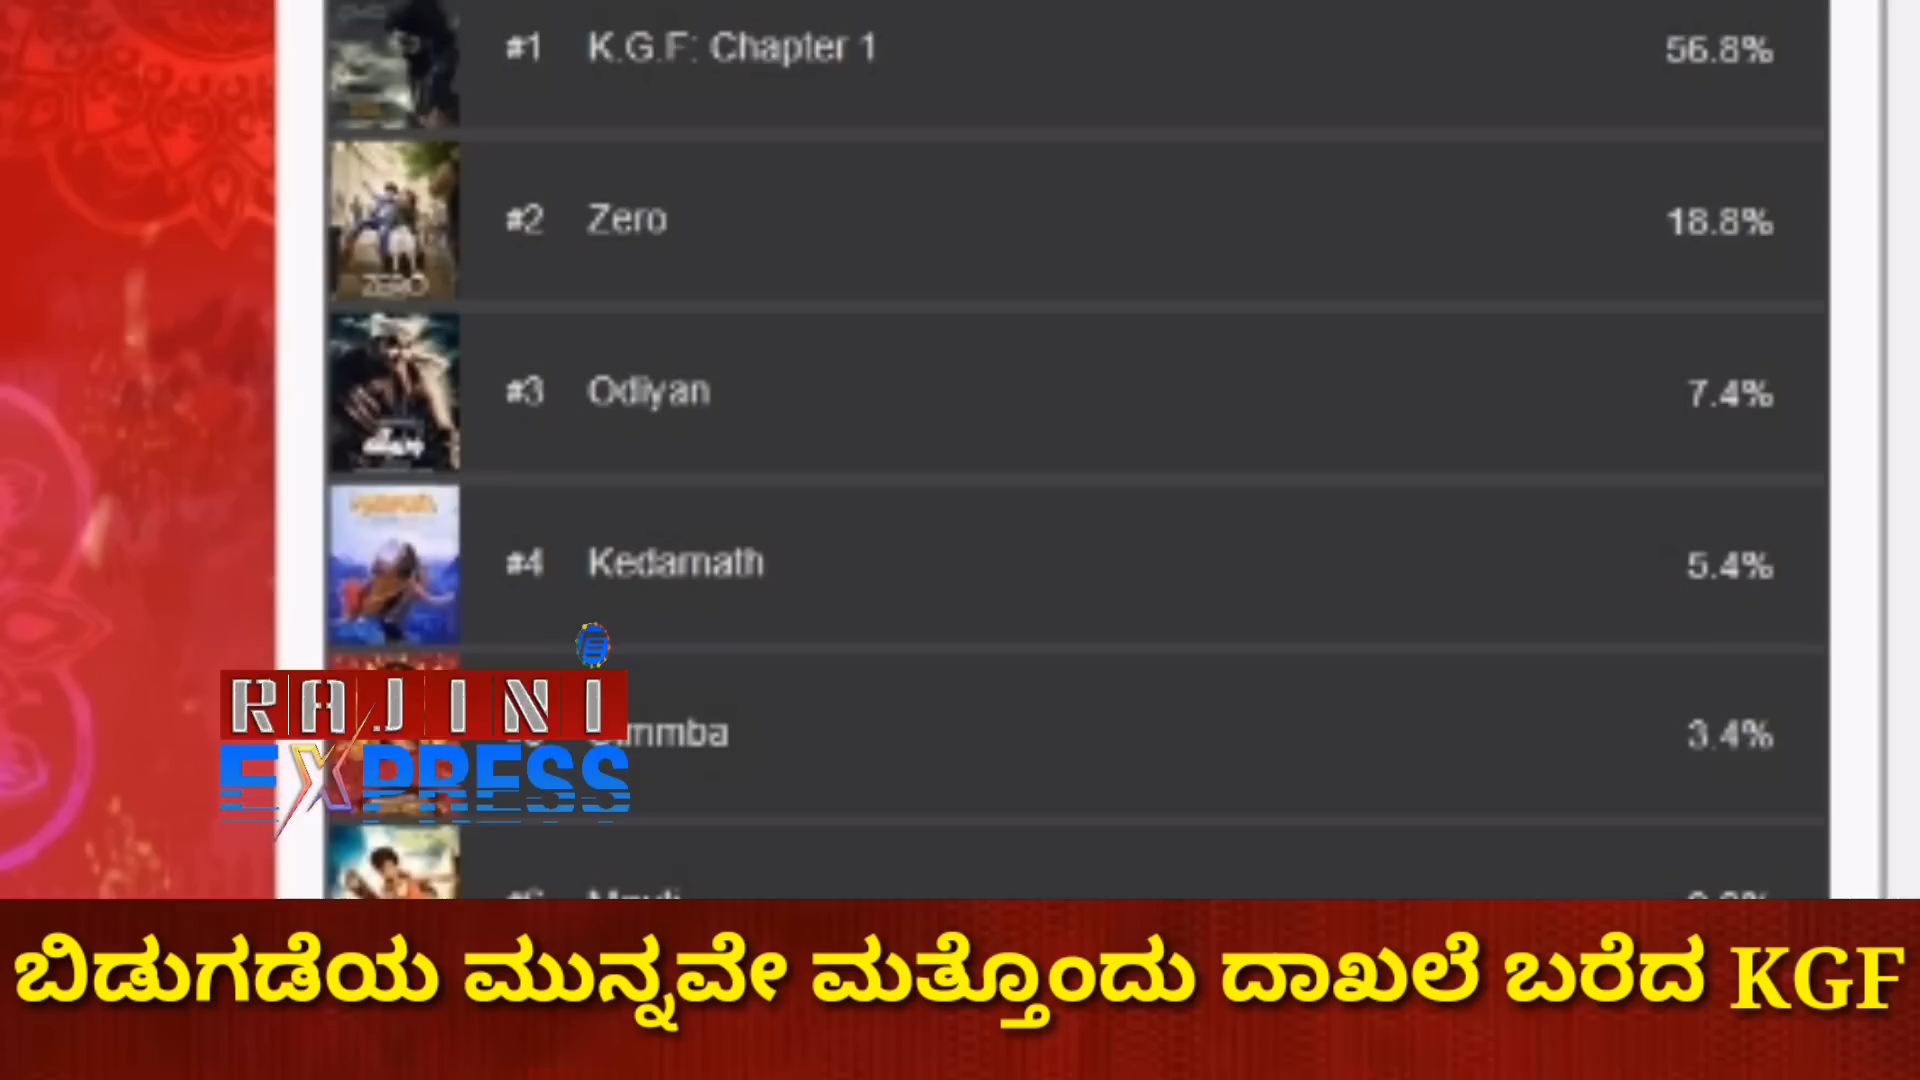 #1 K.G.F: Chapter 1 56.8%
#2 Zero 18.8%
ZERO
#3 Odiyan 7.4%
#4 Kedarnath 5.4%
3.4%
RAJINI
EXPRESS
ಬಿಡುಗಡೆಯ ಮುನ್ನವೇ ಮತ್ತೊಂದು ದಾಖಲೆ ಬರೆದ KGF